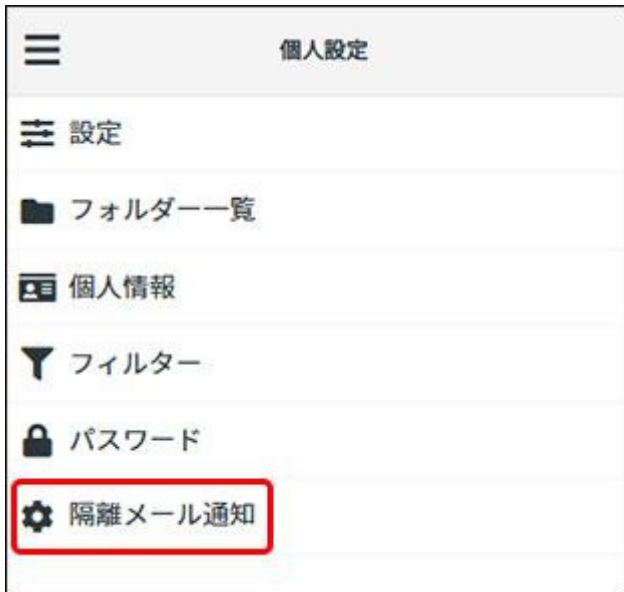 個人設定
設定
フォルダー一覧
個人情報
フィルター
パスワード
隔離メール通知